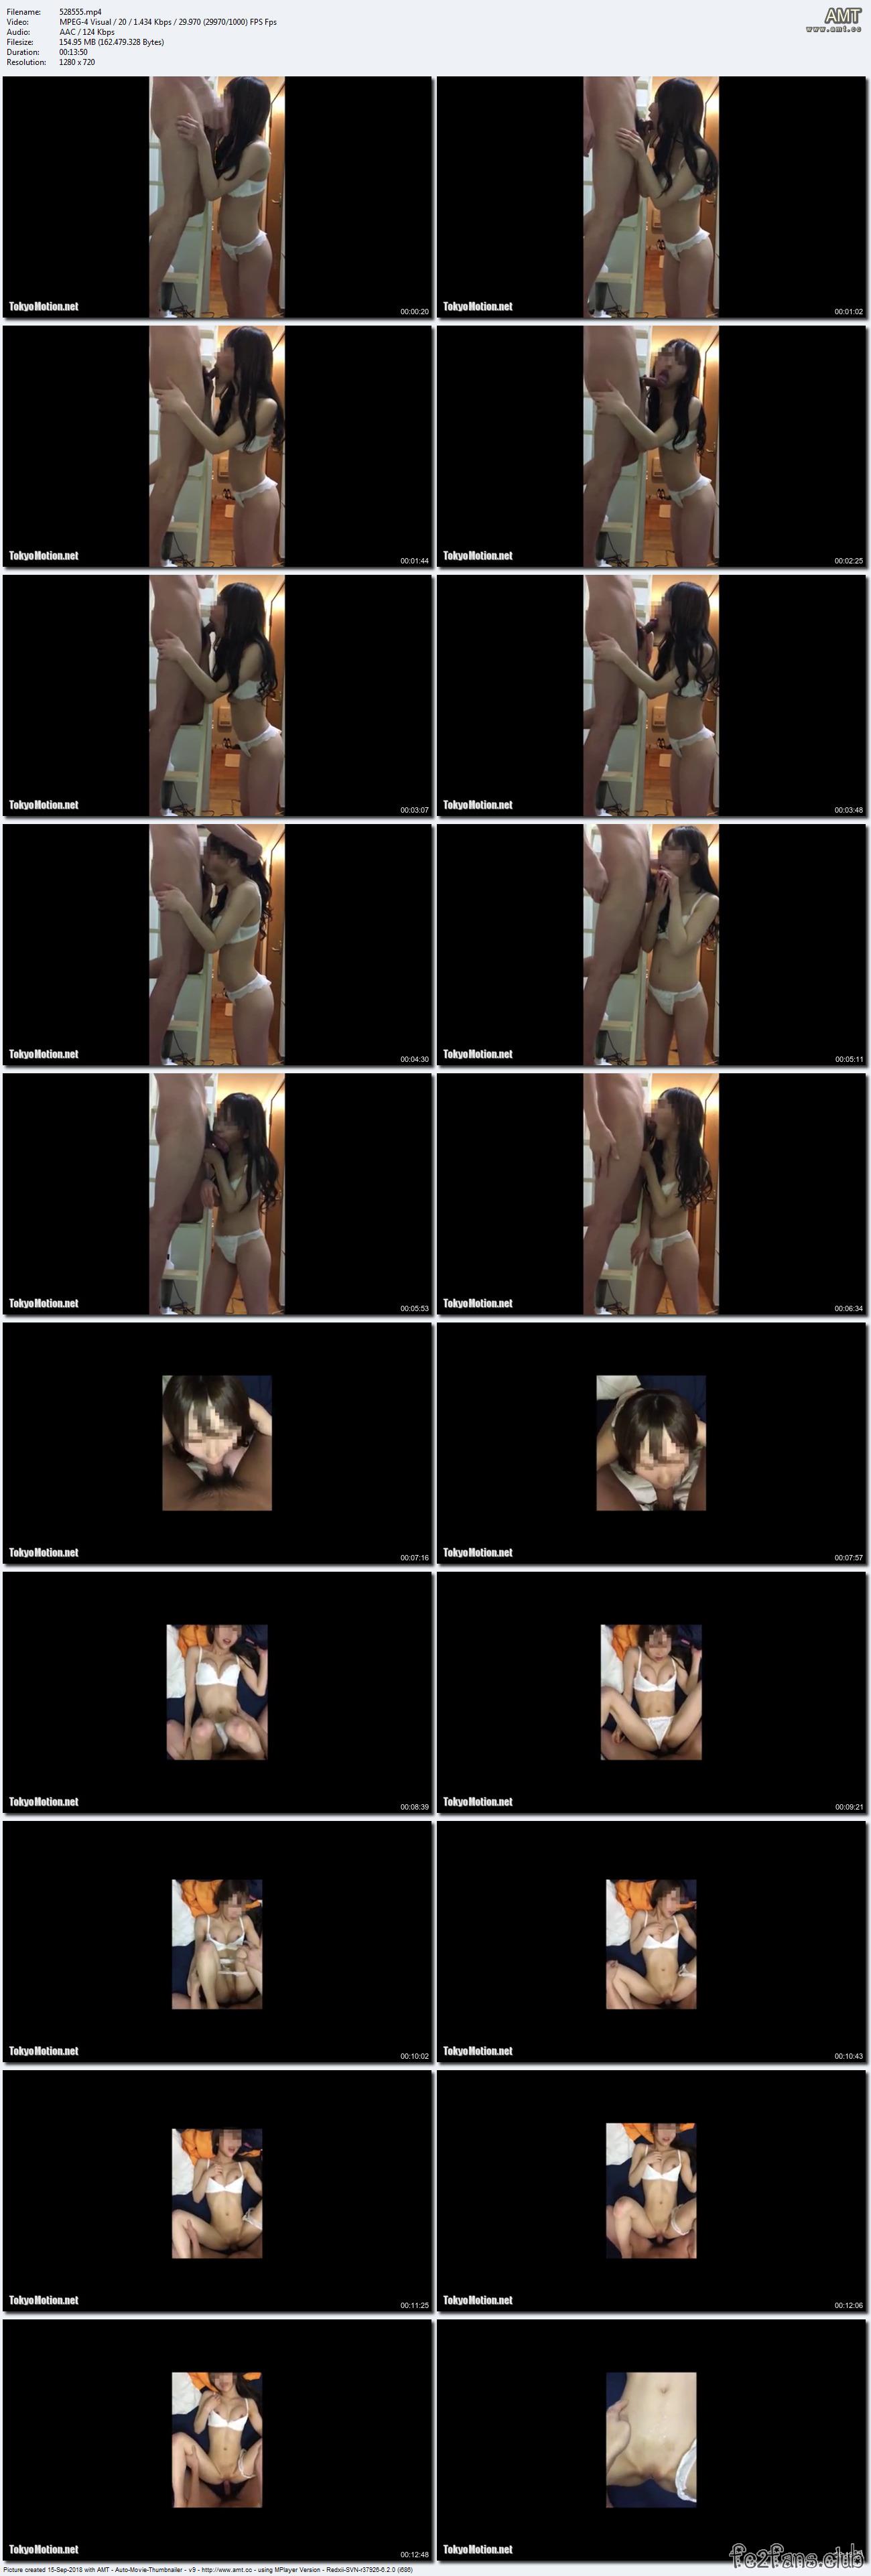 Filename: 528555.mp4
Video: MPEG-4 Visual / 20 / 1.434 Kbps / 29.970 (29970/1000) FPS Fps
Audio: AAC / 124 Kbps
Filesize: 154.95 MB (162.479.328 Bytes)
Duration: 00:13:50
Resolution: 1280 x 720
AMT
www.amt.cc
TokyoMotion.net 00:00:20
TokyoMotion.net 00:01:02
TokyoMotion.net 00:01:44
TokyoMotion.net 00:02:25
TokyoMotion.net 00:03:07
TokyoMotion.net 00:03:48
TokyoMotion.net 00:04:30
TokyoMotion.net 00:05:11
TokyoMotion.net 00:05:53
TokyoMotion.net 00:06:34
TokyoMotion.net 00:07:16
TokyoMotion.net 00:07:57
TokyoMotion.net 00:08:39
TokyoMotion.net 00:09:21
TokyoMotion.net 00:10:02
TokyoMotion.net 00:10:43
TokyoMotion.net 00:11:25
TokyoMotion.net 00:12:06
TokyoMotion.net 00:12:48
TokyoMotion.net
fc2fans.club
Picture created 15-Sep-2018 with AMT - Auto-Movie-Thumbnailer - v9 - http://www.amt.cc - using MPlayer Version - Redxii-SVN-r37926-6.2.0 (i686)